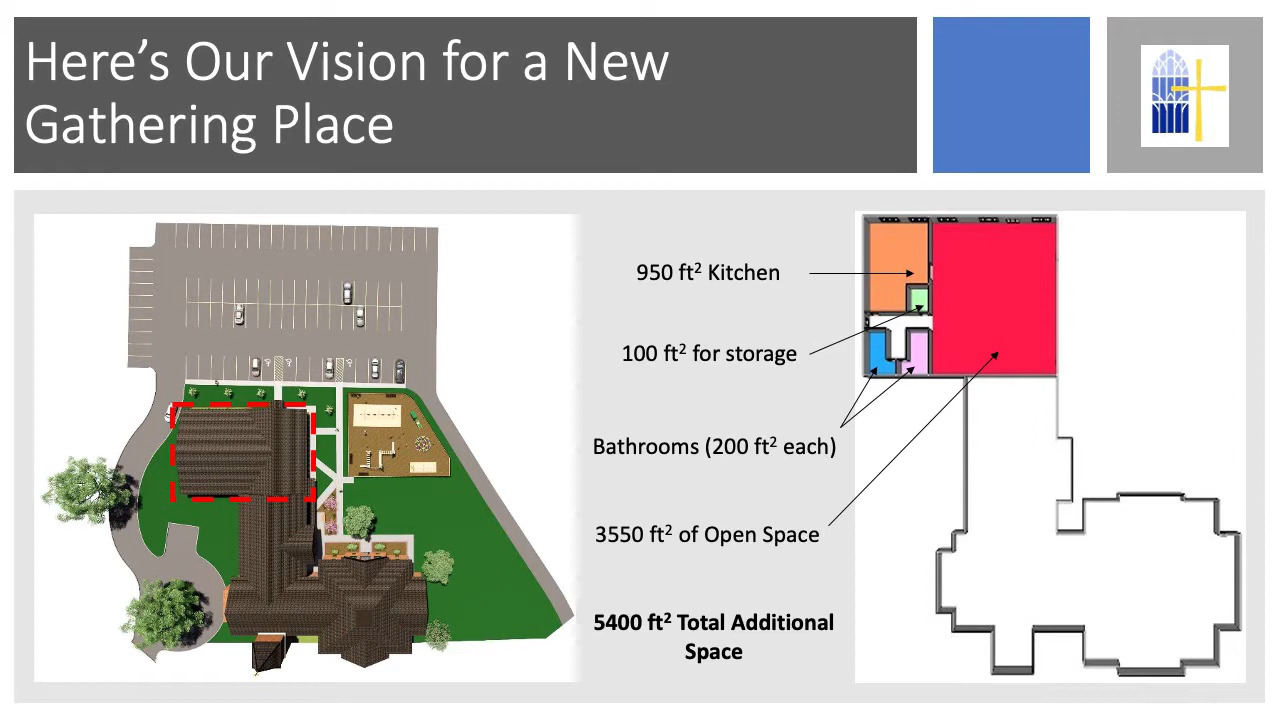 Here’s Our Vision for a New
Gathering Place
950 ft² Kitchen
100 ft² for storage
Bathrooms (200 ft² each)
3550 ft² of Open Space
5400 ft² Total Additional
Space